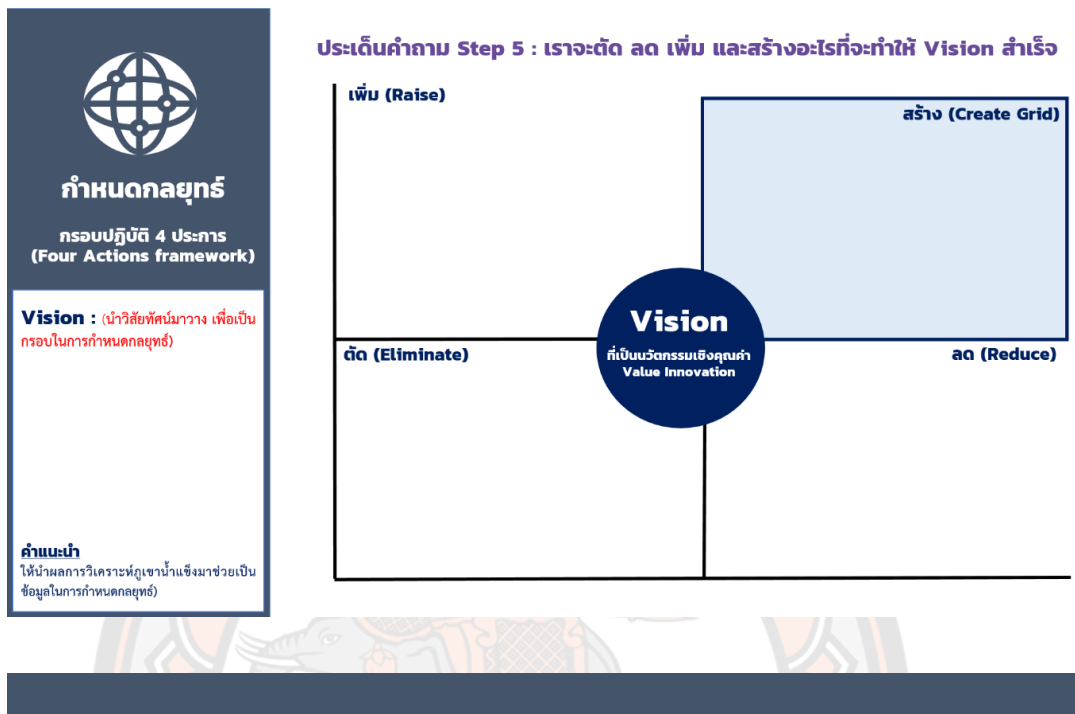 ประเด็นคำถาม Step 5 : เราจะตัด ลด เพิ่ม และสร้างอะไรที่จะทำให้ Vision สำเร็จ
กำหนดกลยุทธ์
กรอบปฏิบัติ 4 ประการ
(Four Actions framework)
Vision : (นำวิสัยทัศน์มาวาง เพื่อเป็น
กรอบในการกำหนดกลยุทธ์)
คำแนะนำ
ให้นำผลการวิเคราะห์ภูเขาน้ำแข็งมาช่วยเป็น
ข้อมูลในการกำหนดกลยุทธ์)
เพิ่ม (Raise)
สร้าง (Create Grid)
Vision
ที่เป็นนวัตกรรมเชิงคุณค่า
Value Innovation
ตัด (Eliminate)
ลด (Reduce)